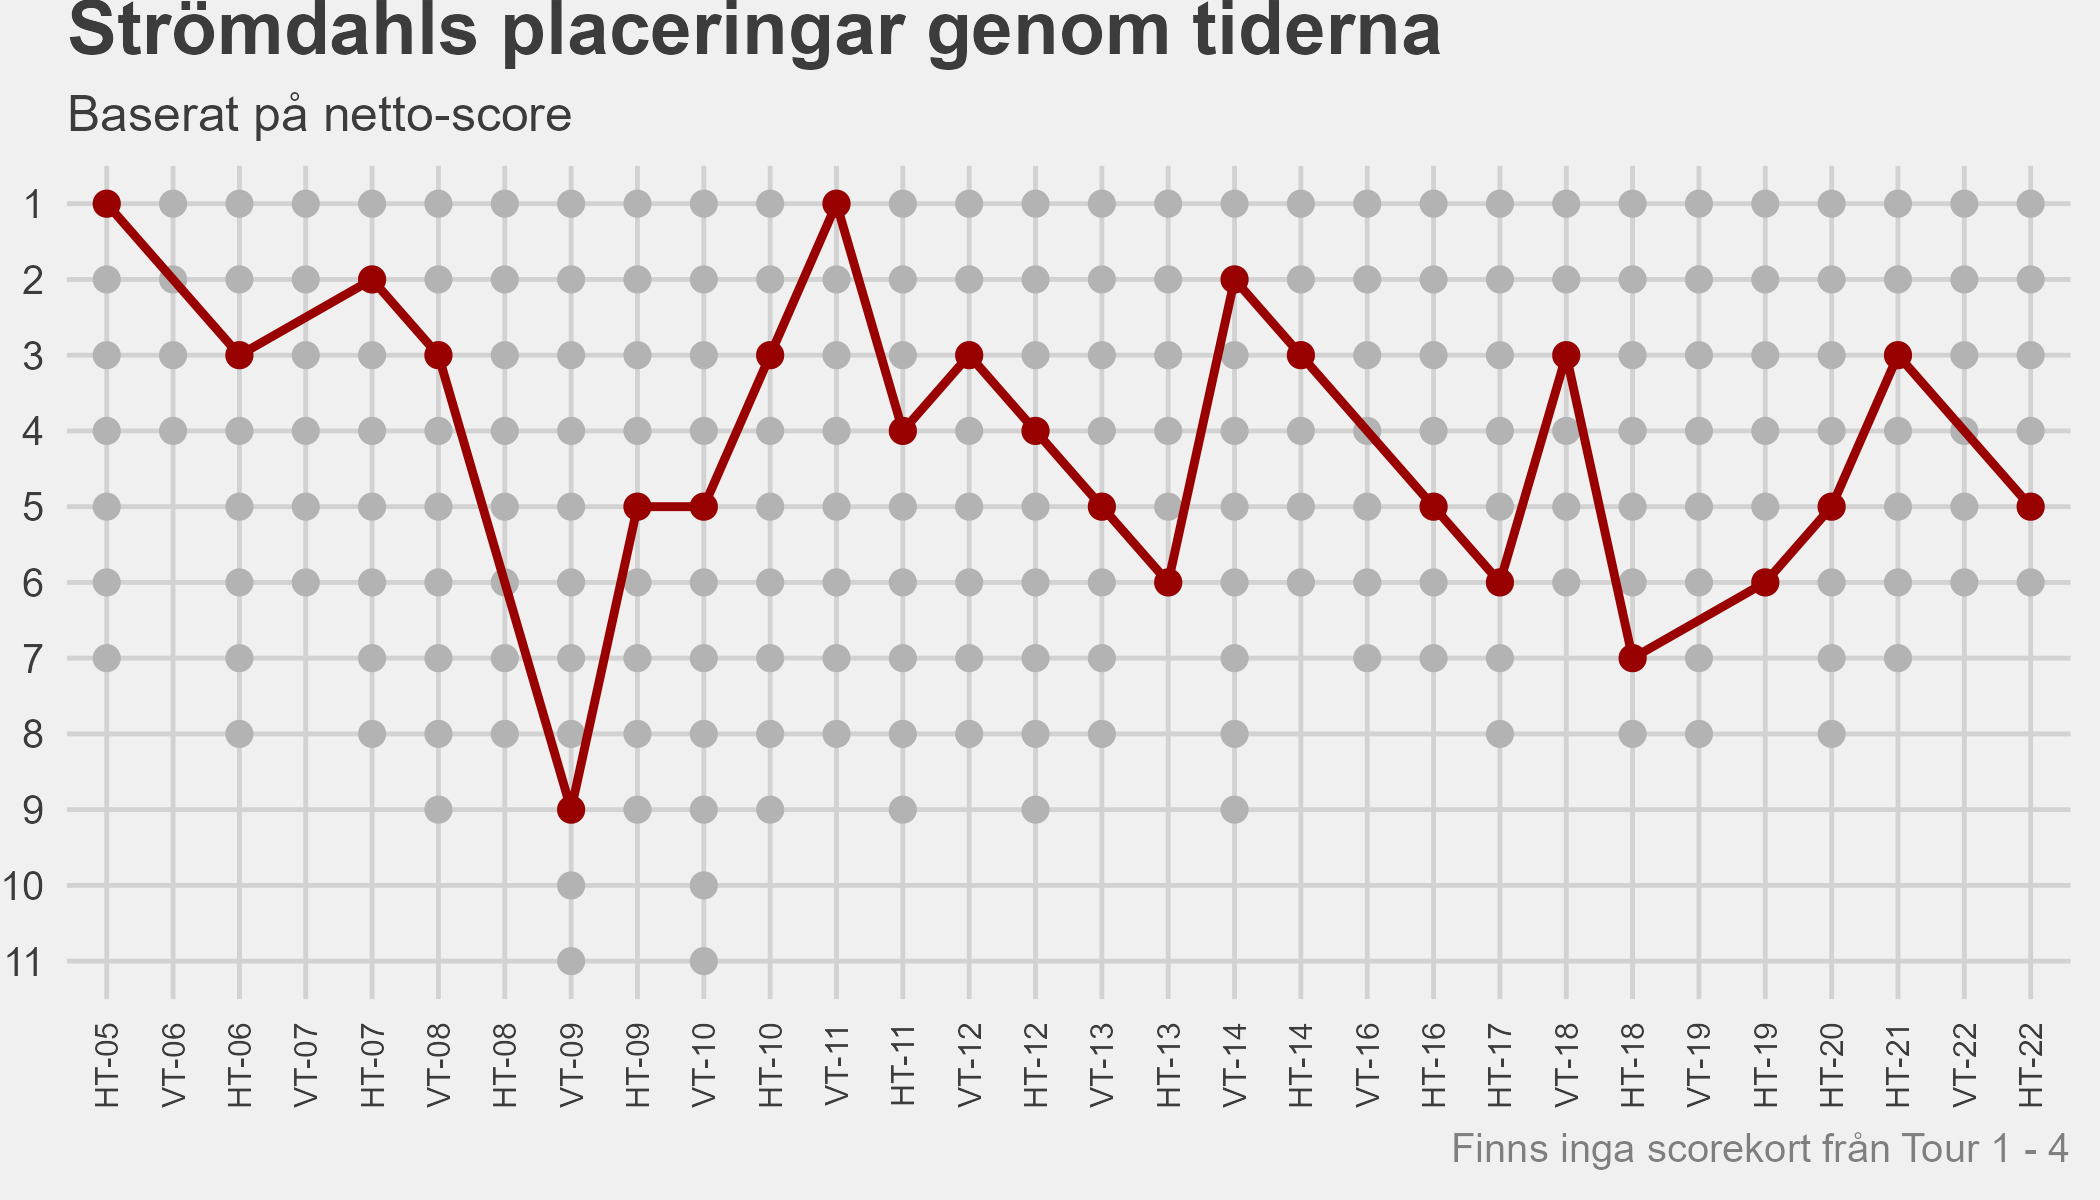 Strömdahls placeringar genom tiderna
Baserat på netto-score
1
2
3
4
5
6
7
8
9
10
11
HT-05
VT-06
HT-06
VT-07
HT-07
VT-08
HT-08
VT-09
HT-09
VT-10
HT-10
VT-11
HT-11
VT-12
HT-12
VT-13
HT-13
VT-14
HT-14
VT-16
HT-16
HT-17
VT-18
HT-18
VT-19
HT-19
HT-20
HT-21
VT-22
HT-22
Finns inga scorekort från Tour 1 - 4